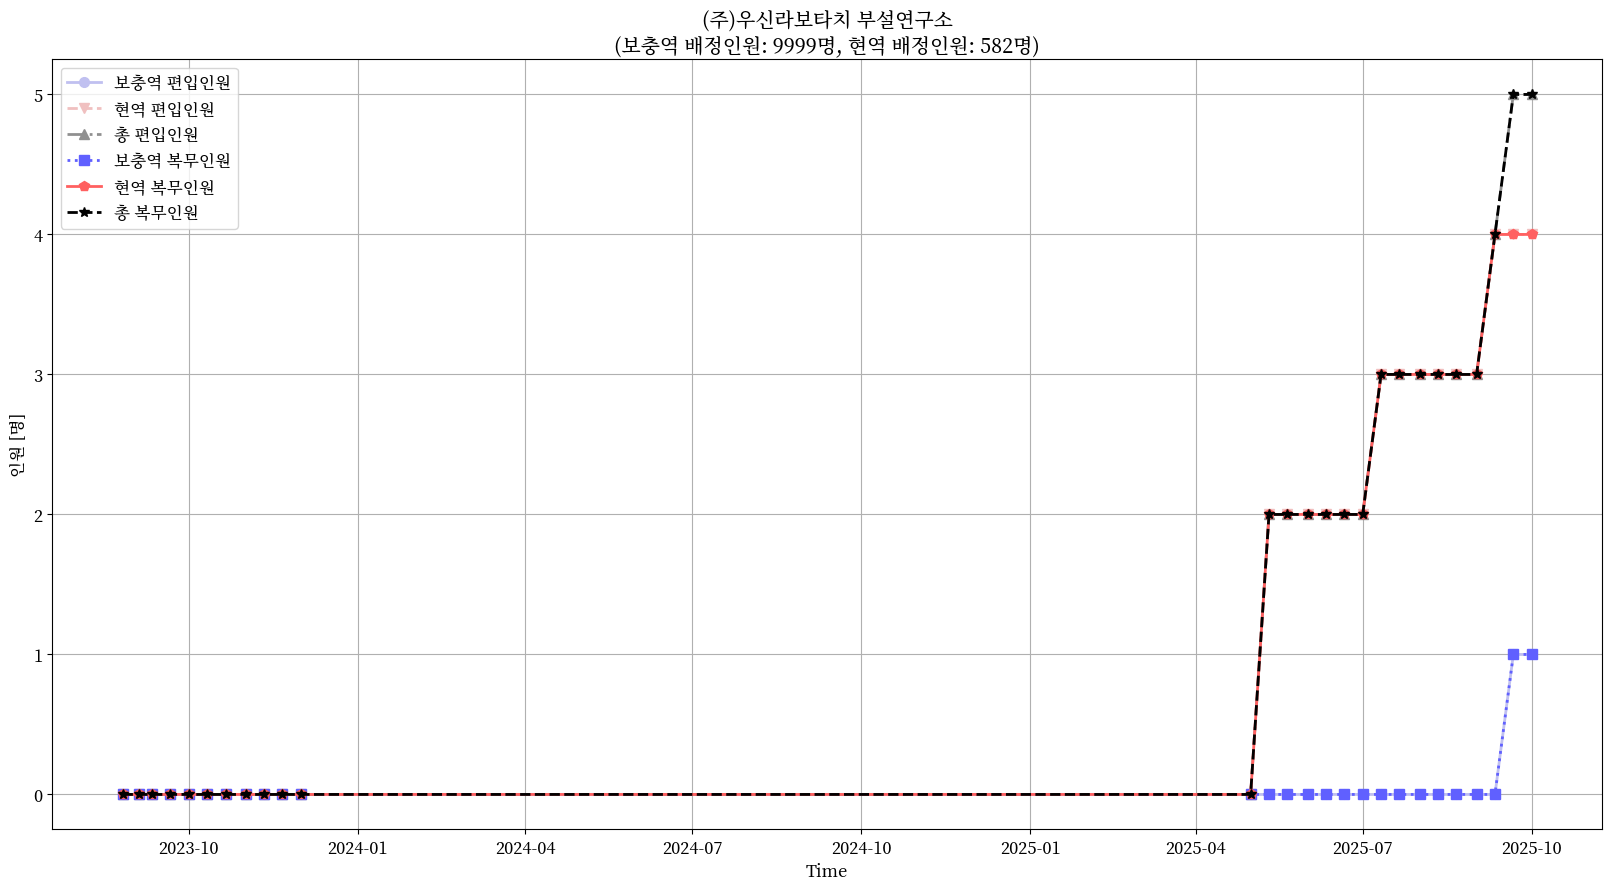 (주)우신라보타치 부설연구소
(보충역 배정인원: 9999명, 현역 배정인원: 582명)
보충역 편입인원
현역 편입인원
총 편입인원
보충역 복무인원
현역 복무인원
총 복무인원
인원 [명]
5
4
3
2
1
0
2023-10
2024-01
2024-04
2024-07
2024-10
2025-01
2025-04
2025-07
2025-10
Time